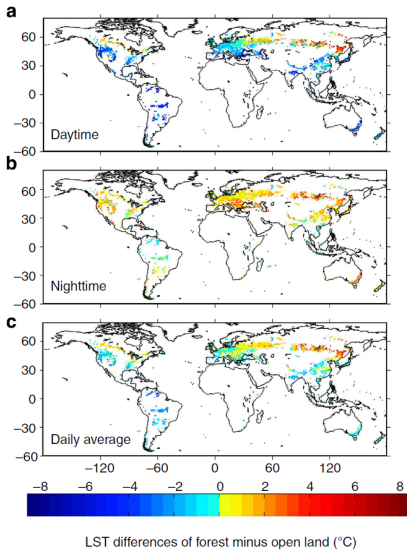 a
60
30
0
−30
−60
Daytime
b
60
30
0
−30
−60
Nighttime
c
60
30
0
−30
−60
Daily average
−120 −60 0 60 120
−8 −6 −4 −2 0 2 4 6 8
LST differences of forest minus open land (°C)